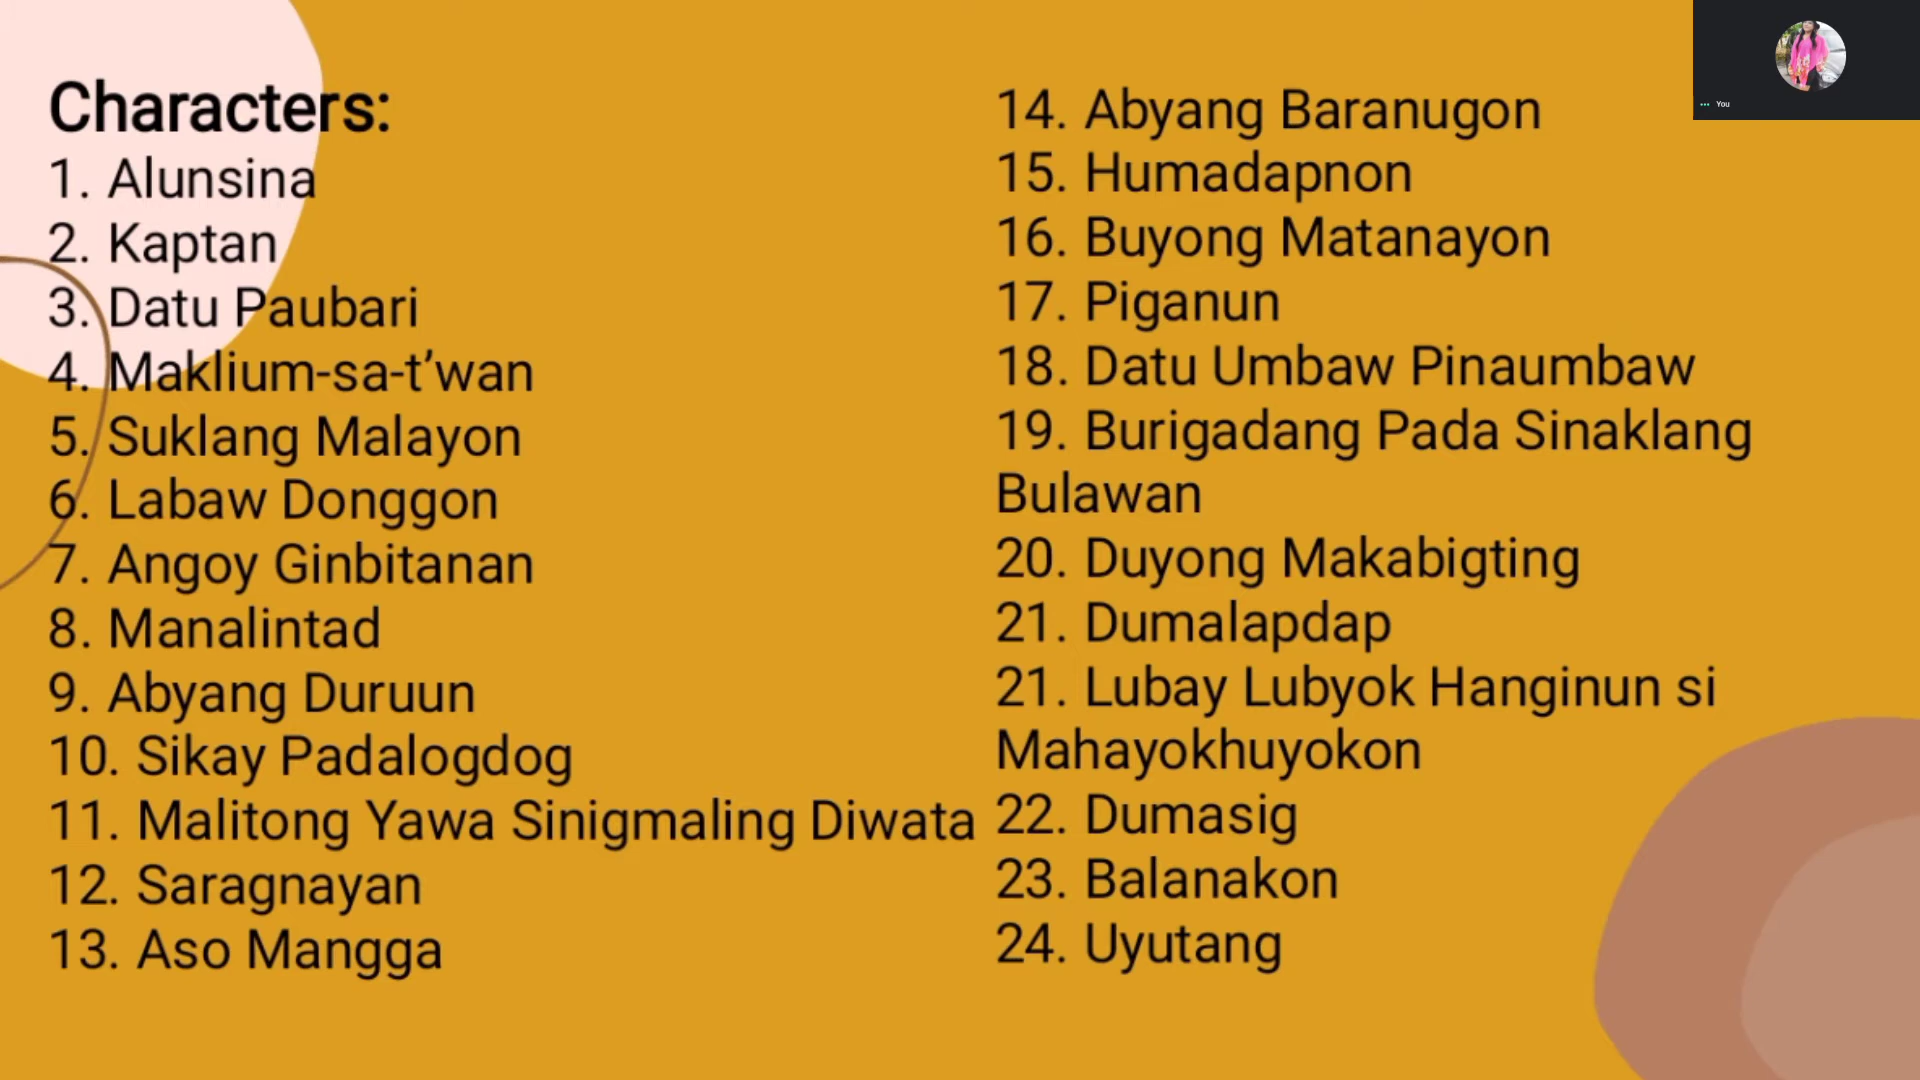 Characters:
1. Alunsina
2. Kaptan
3. Datu Paubari
4. Maklium-sa-t’wan
5. Suklang Malayon
6. Labaw Donggon
7. Angoy Ginbitanan
8. Manalintad
9. Abyang Duruun
10. Sikay Padalogdog
11. Malitong Yawa Sinigmaling Diwata
12. Saragnayan
13. Aso Mangga
14. Abyang Baranugon
15. Humadapnon
16. Buyong Matanayon
17. Piganun
18. Datu Umbaw Pinaumbaw
19. Burigadang Pada Sinaklang
Bulawan
20. Duyong Makabigting
21. Dumalapdap
21. Lubay Lubyok Hanginun si
Mahayokhuyokon
22. Dumasig
23. Balanakon
24. Uyutang
You